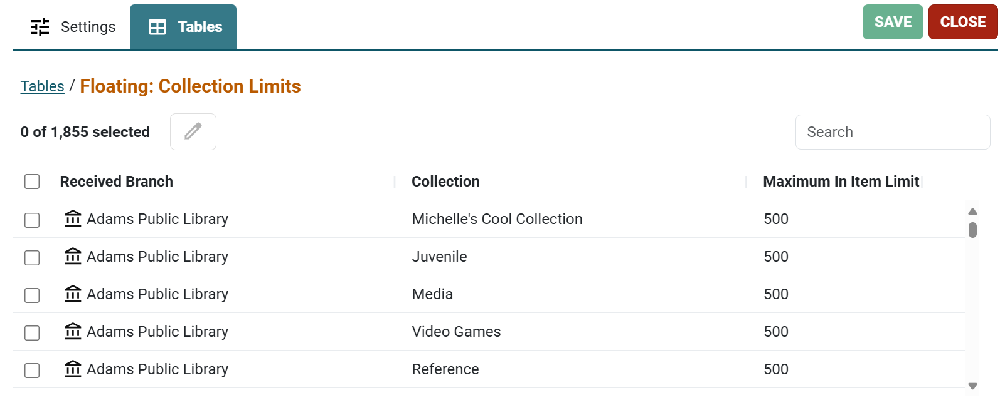 Settings Tables SAVE CLOSE
Tables / Floating: Collection Limits
0 of 1,855 selected Search
Received Branch Collection Maximum In Item Limit
Adams Public Library Michelle's Cool Collection 500
Adams Public Library Juvenile 500
Adams Public Library Media 500
Adams Public Library Video Games 500
Adams Public Library Reference 500